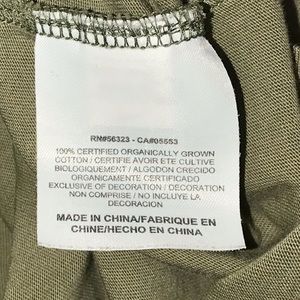 RN#56323 - CA#05553
100% CERTIFIED ORGANICALLY GROWN
COTTON / CERTIFIE AVOIR ETE CULTIVE
BIOLOGIQUEMENT / ALGODON CRECIDO
ORGANICAMENTE CERTIFICADO
EXCLUSIVE OF DECORATION / DECORATION
NON COMPRISE / NO INCLUYE LA
DECORACION
MADE IN CHINA/FABRIQUE EN
CHINE/HECHO EN CHINA